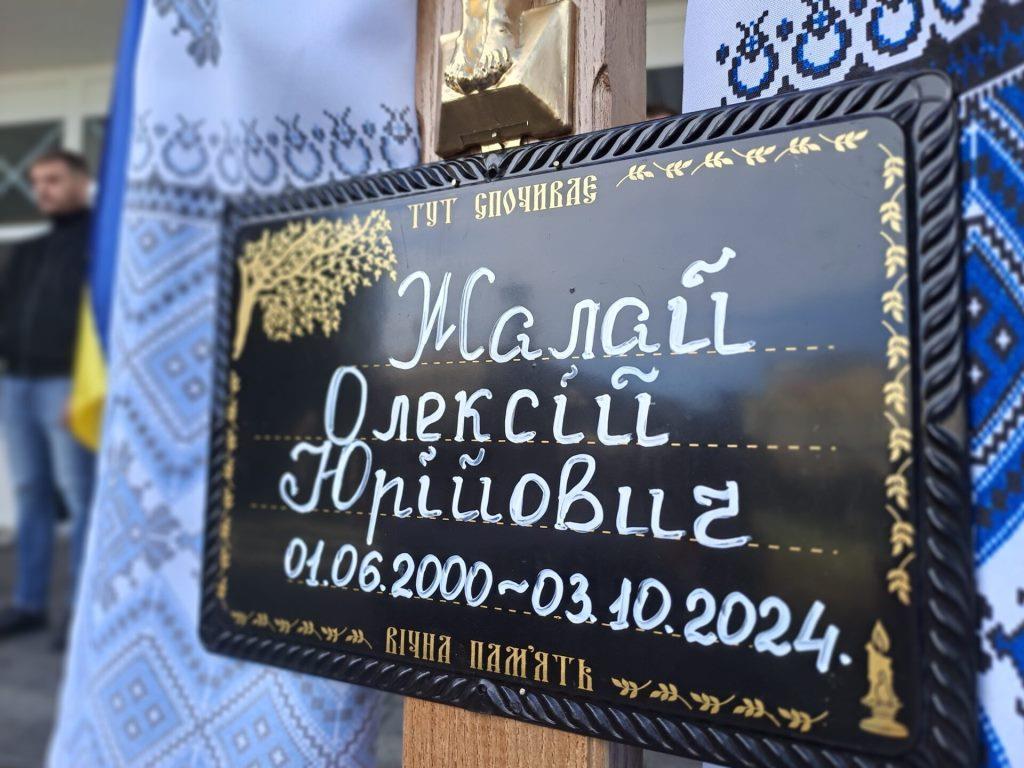 ТУТ СПОЧИВАЄ
Малай
Олексій
Юрійович
01.06.2000~03.10.2024.
ВІЧНА ПАМ'ЯТЬ